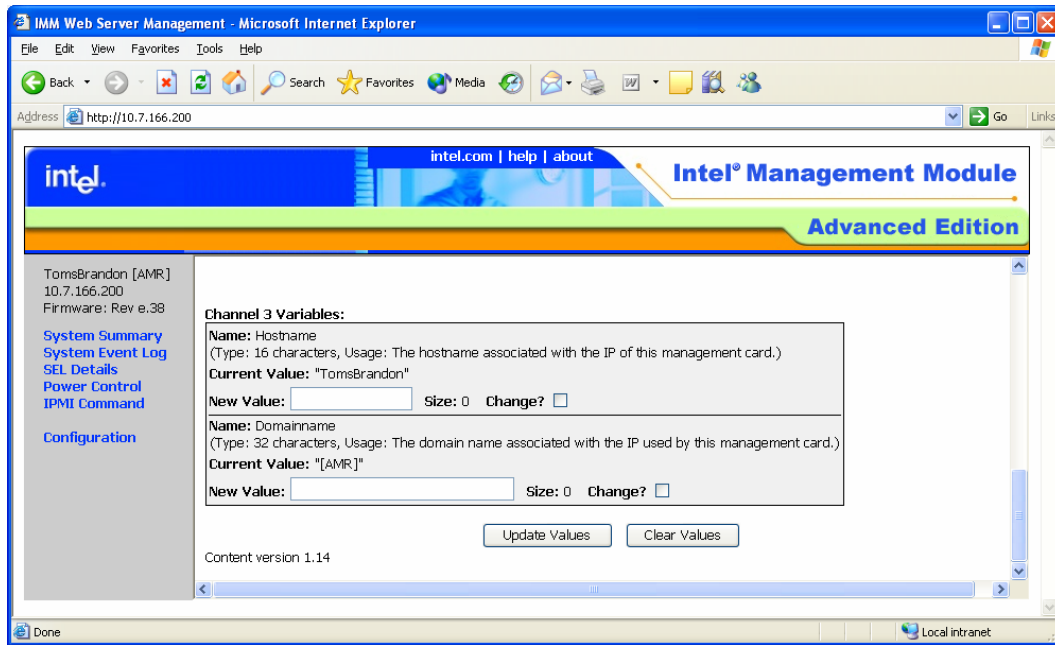 IMM Web Server Management - Microsoft Internet Explorer
File Edit View Favorites Tools Help
Back Search Favorites Media
Address http://10.7.166.200 Go Links
intel.com | help | about
intel.
Intel® Management Module
Advanced Edition
TomsBrandon [AMR]
10.7.166.200
Firmware: Rev e.38
System Summary
System Event Log
SEL Details
Power Control
IPMI Command
Configuration
Channel 3 Variables:
Name: Hostname
(Type: 16 characters, Usage: The hostname associated with the IP of this management card.)
Current Value: "TomsBrandon"
New Value: Size: 0 Change?
Name: Domainname
(Type: 32 characters, Usage: The domain name associated with the IP used by this management card.)
Current Value: "[AMR]"
New Value: Size: 0 Change?
Update Values Clear Values
Content version 1.14
Done Local intranet